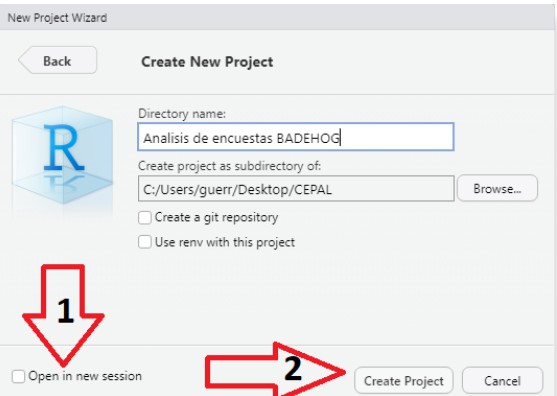 New Project Wizard
Back
Create New Project
R
Directory name:
Analisis de encuestas BADEHOG
Create project as subdirectory of:
C:/Users/guerr/Desktop/CEPAL
Browse...
Create a git repository
Use renv with this project
1
Open in new session
2
Create Project
Cancel